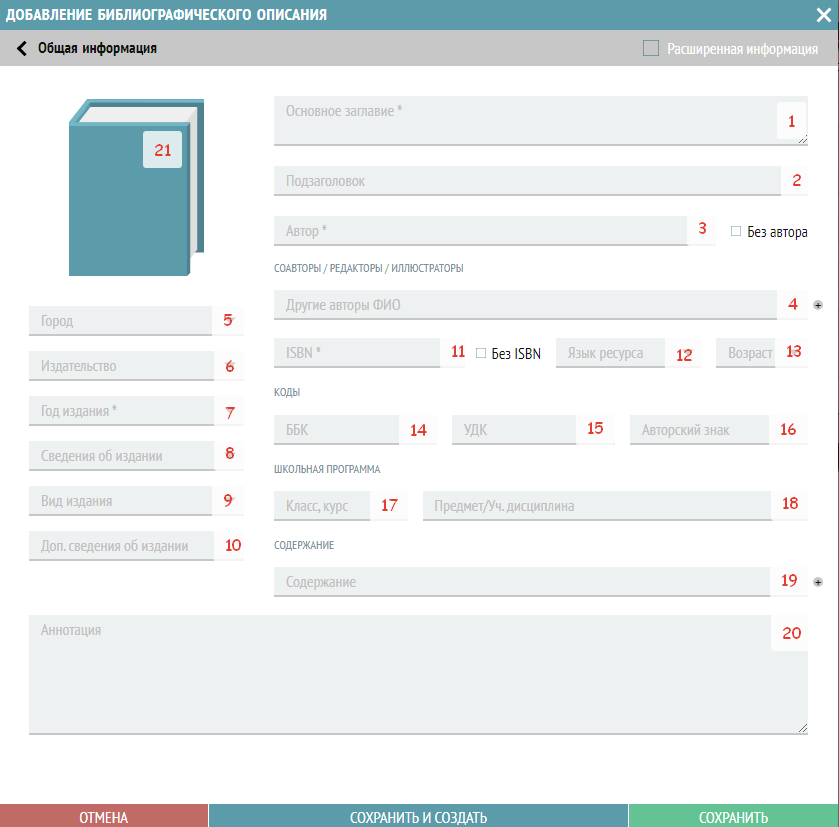 ДОБАВЛЕНИЕ БИБЛИОГРАФИЧЕСКОГО ОПИСАНИЯ
Общая информация
Расширенная информация
21
Основное заглавие *
1
Подзаголовок
2
Автор *
3
Без автора
СОАВТОРЫ / РЕДАКТОРЫ / ИЛЛЮСТРАТОРЫ
Другие авторы ФИО
4
Город
5
Издательство
6
Год издания *
7
Сведения об издании
8
Вид издания
9
Доп. сведения об издании
10
ISBN *
11
Без ISBN
Язык ресурса
12
Возраст
13
КОДЫ
ББК
14
УДК
15
Авторский знак
16
ШКОЛЬНАЯ ПРОГРАММА
Класс, курс
17
Предмет/Уч. дисциплина
18
СОДЕРЖАНИЕ
Содержание
19
Аннотация
20
ОТМЕНА
СОХРАНИТЬ И СОЗДАТЬ
СОХРАНИТЬ